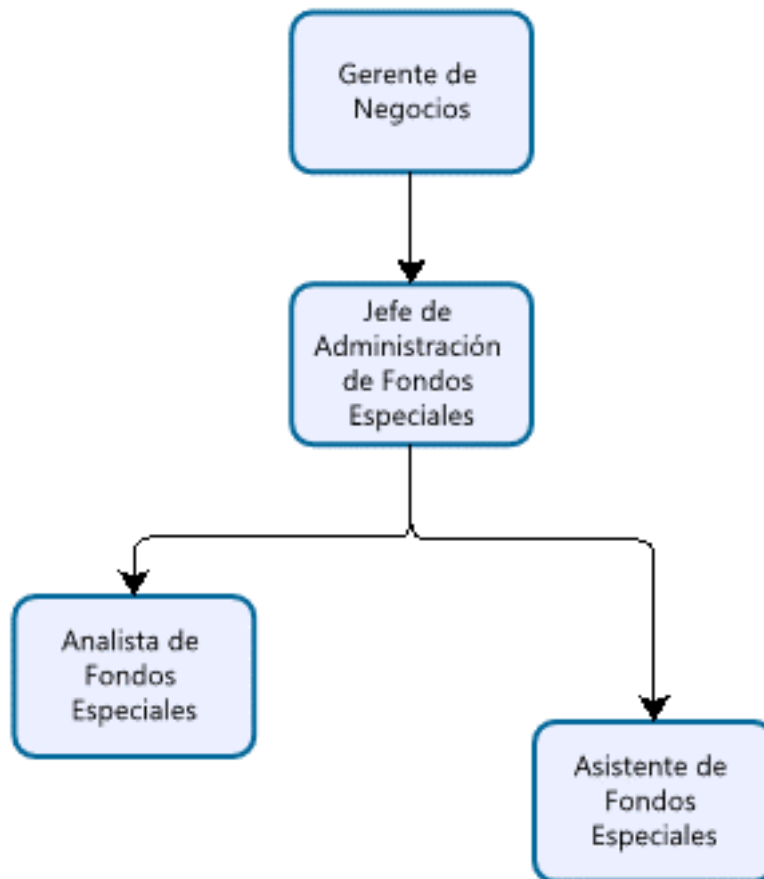 Gerente de
Negocios
Jefe de
Administración
de Fondos
Especiales
Analista de
Fondos
Especiales
Asistente de
Fondos
Especiales